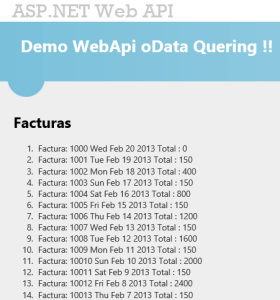 ASP.NET Web API
Demo WebApi oData Quering !!
Facturas
1. Factura: 1000 Wed Feb 20 2013 Total : 0
2. Factura: 1001 Tue Feb 19 2013 Total : 150
3. Factura: 1002 Mon Feb 18 2013 Total : 400
4. Factura: 1003 Sun Feb 17 2013 Total : 150
5. Factura: 1004 Sat Feb 16 2013 Total : 800
6. Factura: 1005 Fri Feb 15 2013 Total : 150
7. Factura: 1006 Thu Feb 14 2013 Total : 1200
8. Factura: 1007 Wed Feb 13 2013 Total : 150
9. Factura: 1008 Tue Feb 12 2013 Total : 1600
10. Factura: 1009 Mon Feb 11 2013 Total : 150
11. Factura: 10010 Sun Feb 10 2013 Total : 2000
12. Factura: 10011 Sat Feb 9 2013 Total : 150
13. Factura: 10012 Fri Feb 8 2013 Total : 2400
14. Factura: 10013 Thu Feb 7 2013 Total : 150